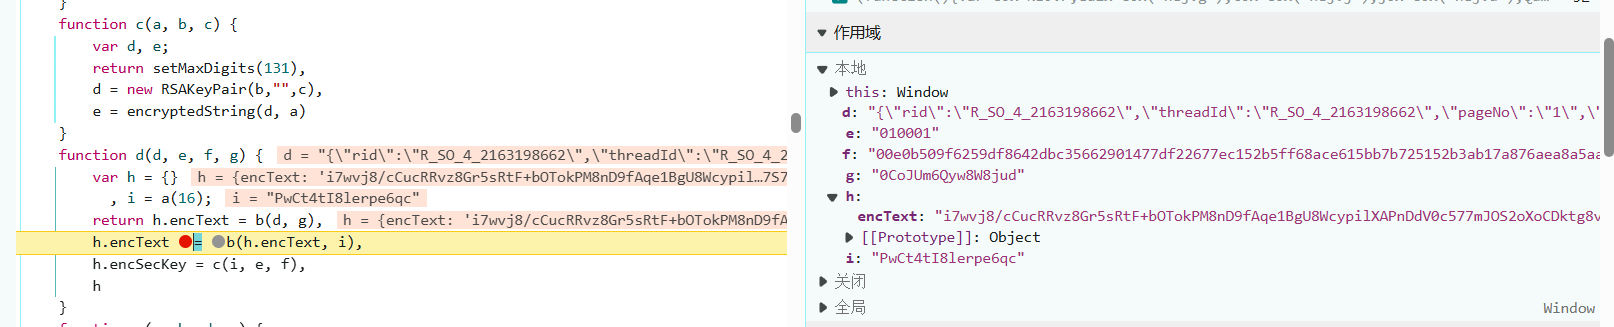 }
function c(a, b, c) {
var d, e;
return setMaxDigits(131),
d = new RSAKeyPair(b,"",c),
e = encryptedString(d, a)
}
function d(d, e, f, g) { d = "{\"rid\":\"R_SO_4_2163198662\",\"threadId\":\"R_SO_4_2
var h = {} h = {encText: 'i7wvj8/cCucRRvz8Gr5sRtF+bOTokPM8nD9fAqe1BgU8Wcypil…7S7
, i = a(16); i = "PwCt4tI8lerpe6qc"
return h.encText = b(d, g), h = {encText: 'i7wvj8/cCucRRvz8Gr5sRtF+bOTokPM8nD9fA
h.encText = b(h.encText, i),
h.encSecKey = c(i, e, f),
h
}
作用域
本地
this: Window
d: "{\"rid\":\"R_SO_4_2163198662\",\"threadId\":\"R_SO_4_2163198662\",\"pageNo\":\"1\",\"
e: "010001"
f: "00e0b509f6259df8642dbc35662901477df22677ec152b5ff68ace615bb7b725152b3ab17a876aea8a5aa
g: "0CoJUm6Qyw8W8jud"
h:
encText: "i7wvj8/cCucRRvz8Gr5sRtF+bOTokPM8nD9fAqe1BgU8WcypilXAPnDdV0c577mJOS2oXoCDktg8v
[[Prototype]]: Object
i: "PwCt4tI8lerpe6qc"
关闭
全局 Window